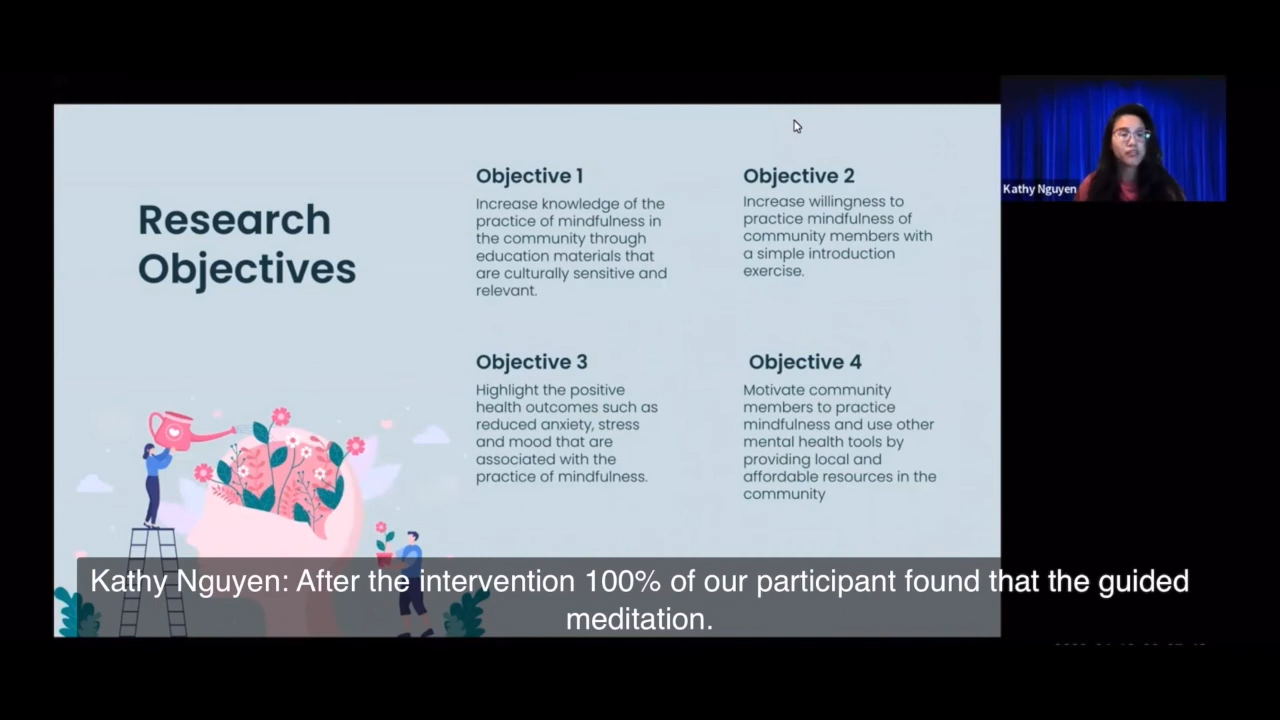 Research
Objectives
Objective 1
Increase knowledge of the
practice of mindfulness in
the community through
education materials that
are culturally sensitive and
relevant.
Objective 2
Increase willingness to
practice mindfulness of
community members with
a simple introduction
exercise.
Objective 3
Highlight the positive
health outcomes such as
reduced anxiety, stress
and mood that are
associated with the
practice of mindfulness.
Objective 4
Motivate community
members to practice
mindfulness and use other
mental health tools by
providing local and
affordable resources in the
community
Kathy Nguyen
Kathy Nguyen: After the intervention 100% of our participant found that the guided
meditation.